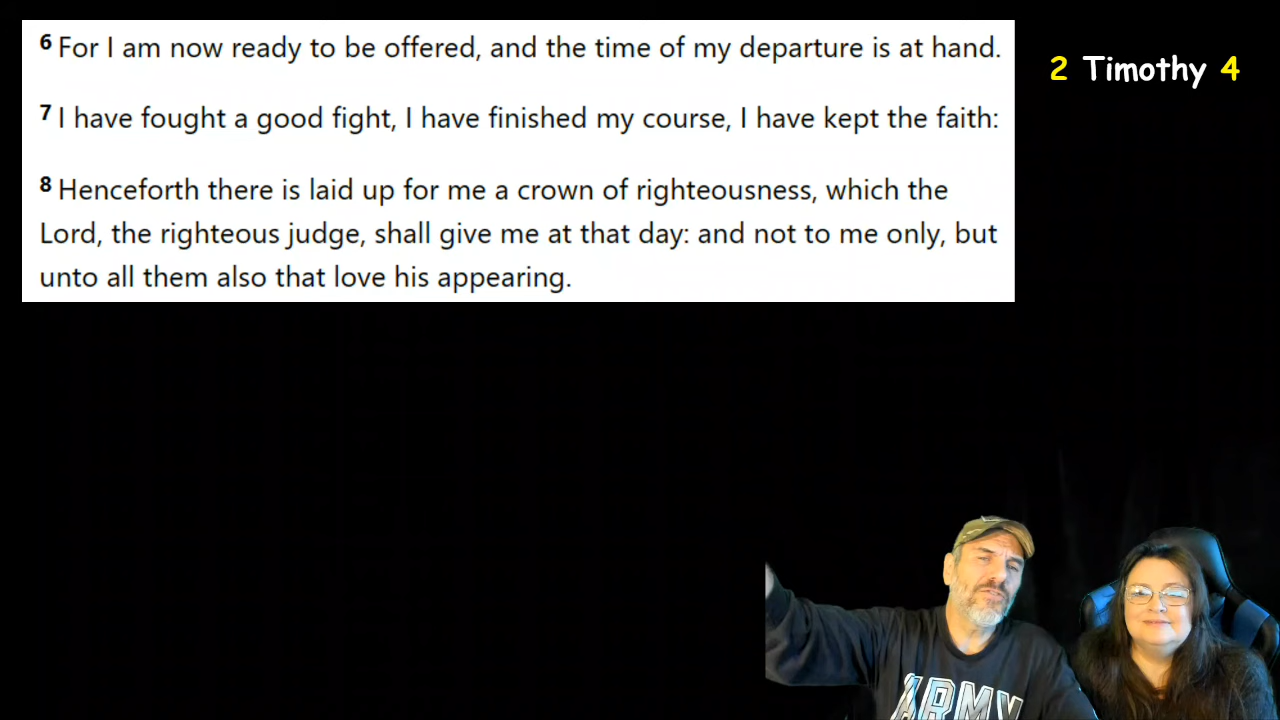 6 For I am now ready to be offered, and the time of my departure is at hand.
2 Timothy 4
7 I have fought a good fight, I have finished my course, I have kept the faith:
8 Henceforth there is laid up for me a crown of righteousness, which the
Lord, the righteous judge, shall give me at that day: and not to me only, but
unto all them also that love his appearing.
ARMY